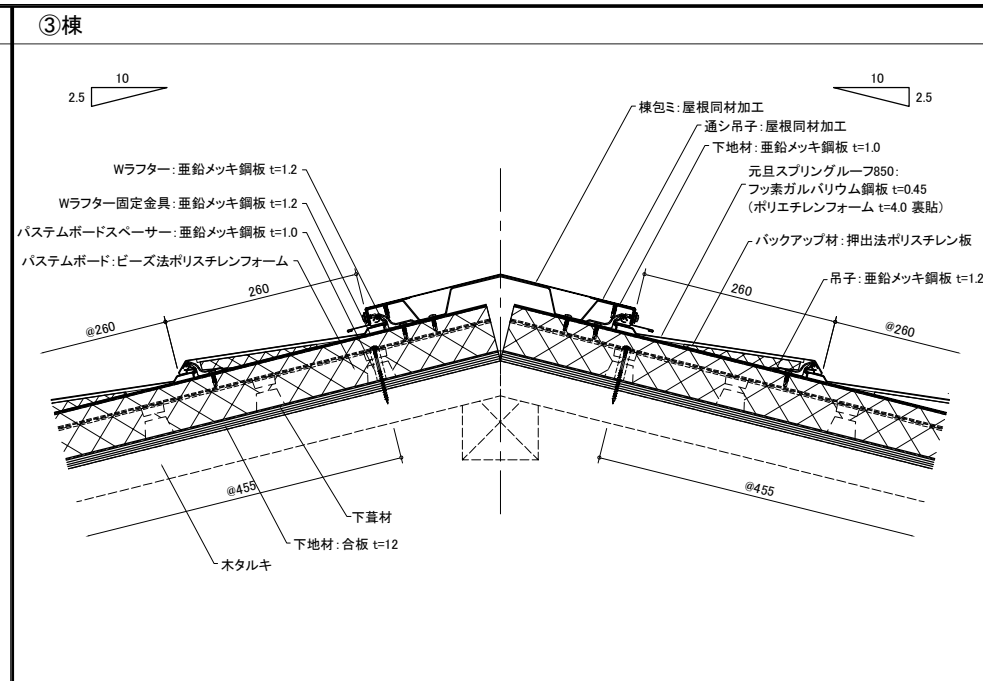 ③棟
10
2.5
10
2.5
棟包ミ:屋根同材加工
通シ吊子:屋根同材加工
下地材:亜鉛メッキ鋼板 t=1.0
元旦スプリングルーフ850:
フッ素ガルバリウム鋼板 t=0.45
(ポリエチレンフォーム t=4.0 裏貼)
バックアップ材:押出法ポリスチレン板
吊子:亜鉛メッキ鋼板 t=1.2
Wラフター:亜鉛メッキ鋼板 t=1.2
Wラフター固定金具:亜鉛メッキ鋼板 t=1.2
パステムボードスペーサー:亜鉛メッキ鋼板 t=1.0
パステムボード:ビーズ法ポリスチレンフォーム
260
@260
260
@260
@455
@455
下葺材
下地材:合板 t=12
木タルキ